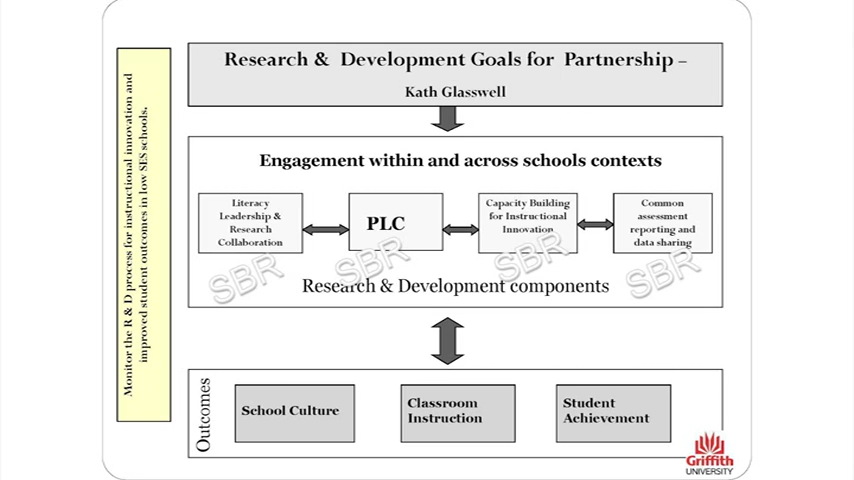 Monitor the R & D process for instructional innovation and
improved student outcomes in low SES schools.
Research & Development Goals for Partnership –
Kath Glasswell
Engagement within and across schools contexts
Literacy
Leadership &
Research
Collaboration
PLC
Capacity Building
for Instructional
Innovation
Common
assessment
reporting and
data sharing
SBR
SBR
SBR
SBR
Research & Development components
Outcomes
School Culture
Classroom
Instruction
Student
Achievement
Griffith
UNIVERSITY